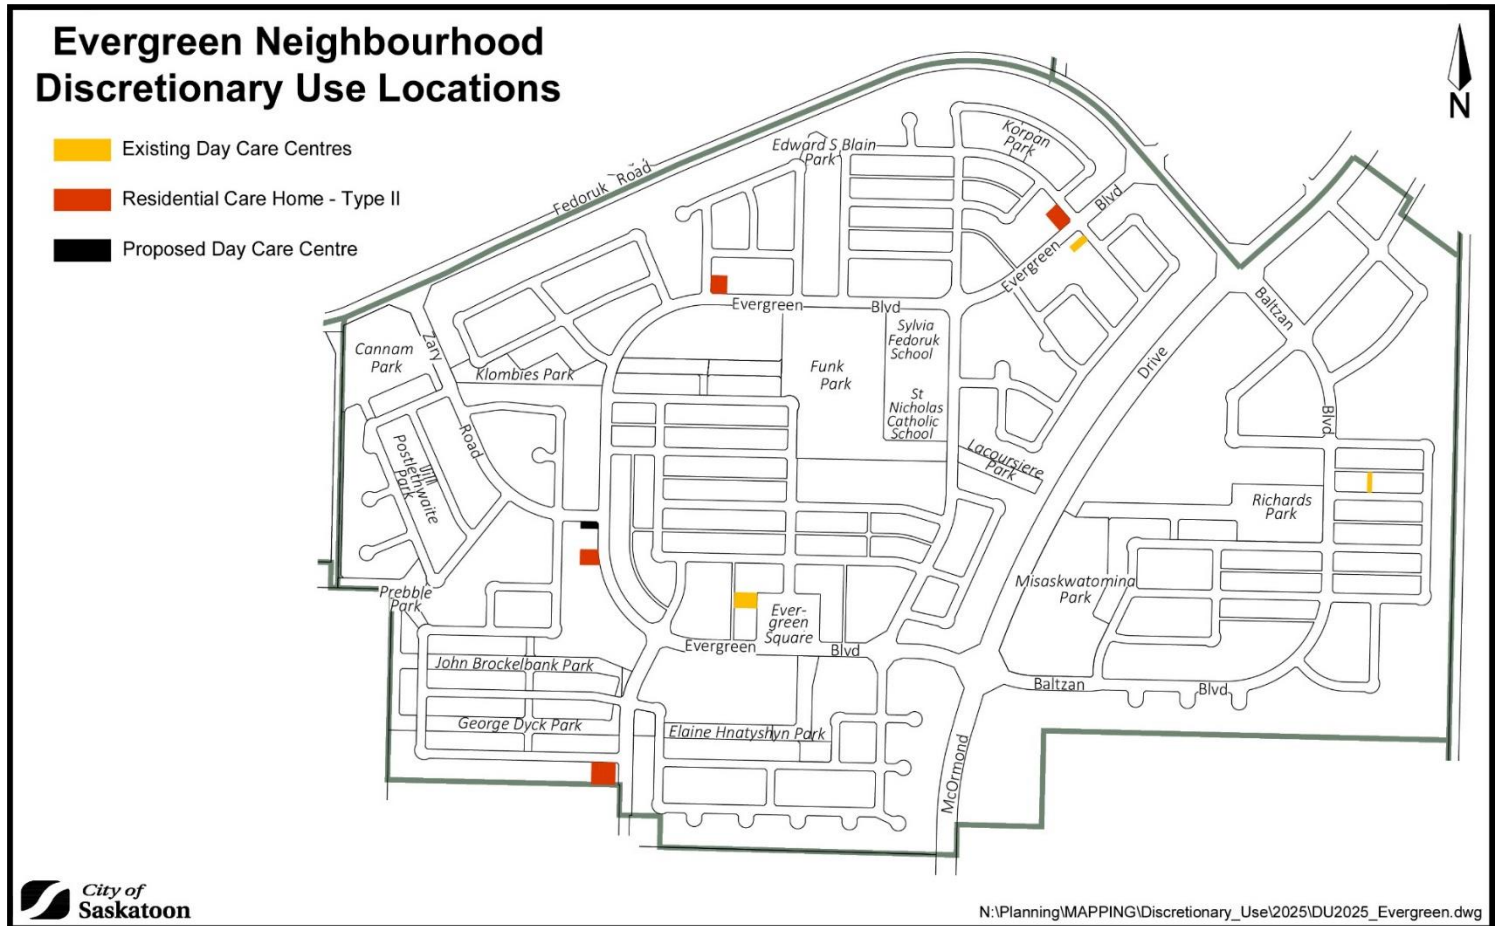 Evergreen Neighbourhood
Discretionary Use Locations
Existing Day Care Centres
Residential Care Home - Type II
Proposed Day Care Centre
N
Fedoruk Road
Edward S Blain
Park
Korpan
Park
Blvd
Evergreen
Evergreen
Blvd
Zary
Road
Cannam
Park
Klombies Park
Funk
Park
Sylvia
Fedoruk
School
St
Nicholas
Catholic
School
Drive
Baltzan
Blvd
Postlethwaite
Park
Lacoursiere
Park
Richards
Park
Misaskwatomina
Park
Prebble
Park
Ever-
green
Square
Evergreen
Blvd
John Brockelbank Park
George Dyck Park
Elaine Hnatyshyn Park
Baltzan
Blvd
McOrmond
City of
Saskatoon
N:\Planning\MAPPING\Discretionary_Use\2025\DU2025_Evergreen.dwg